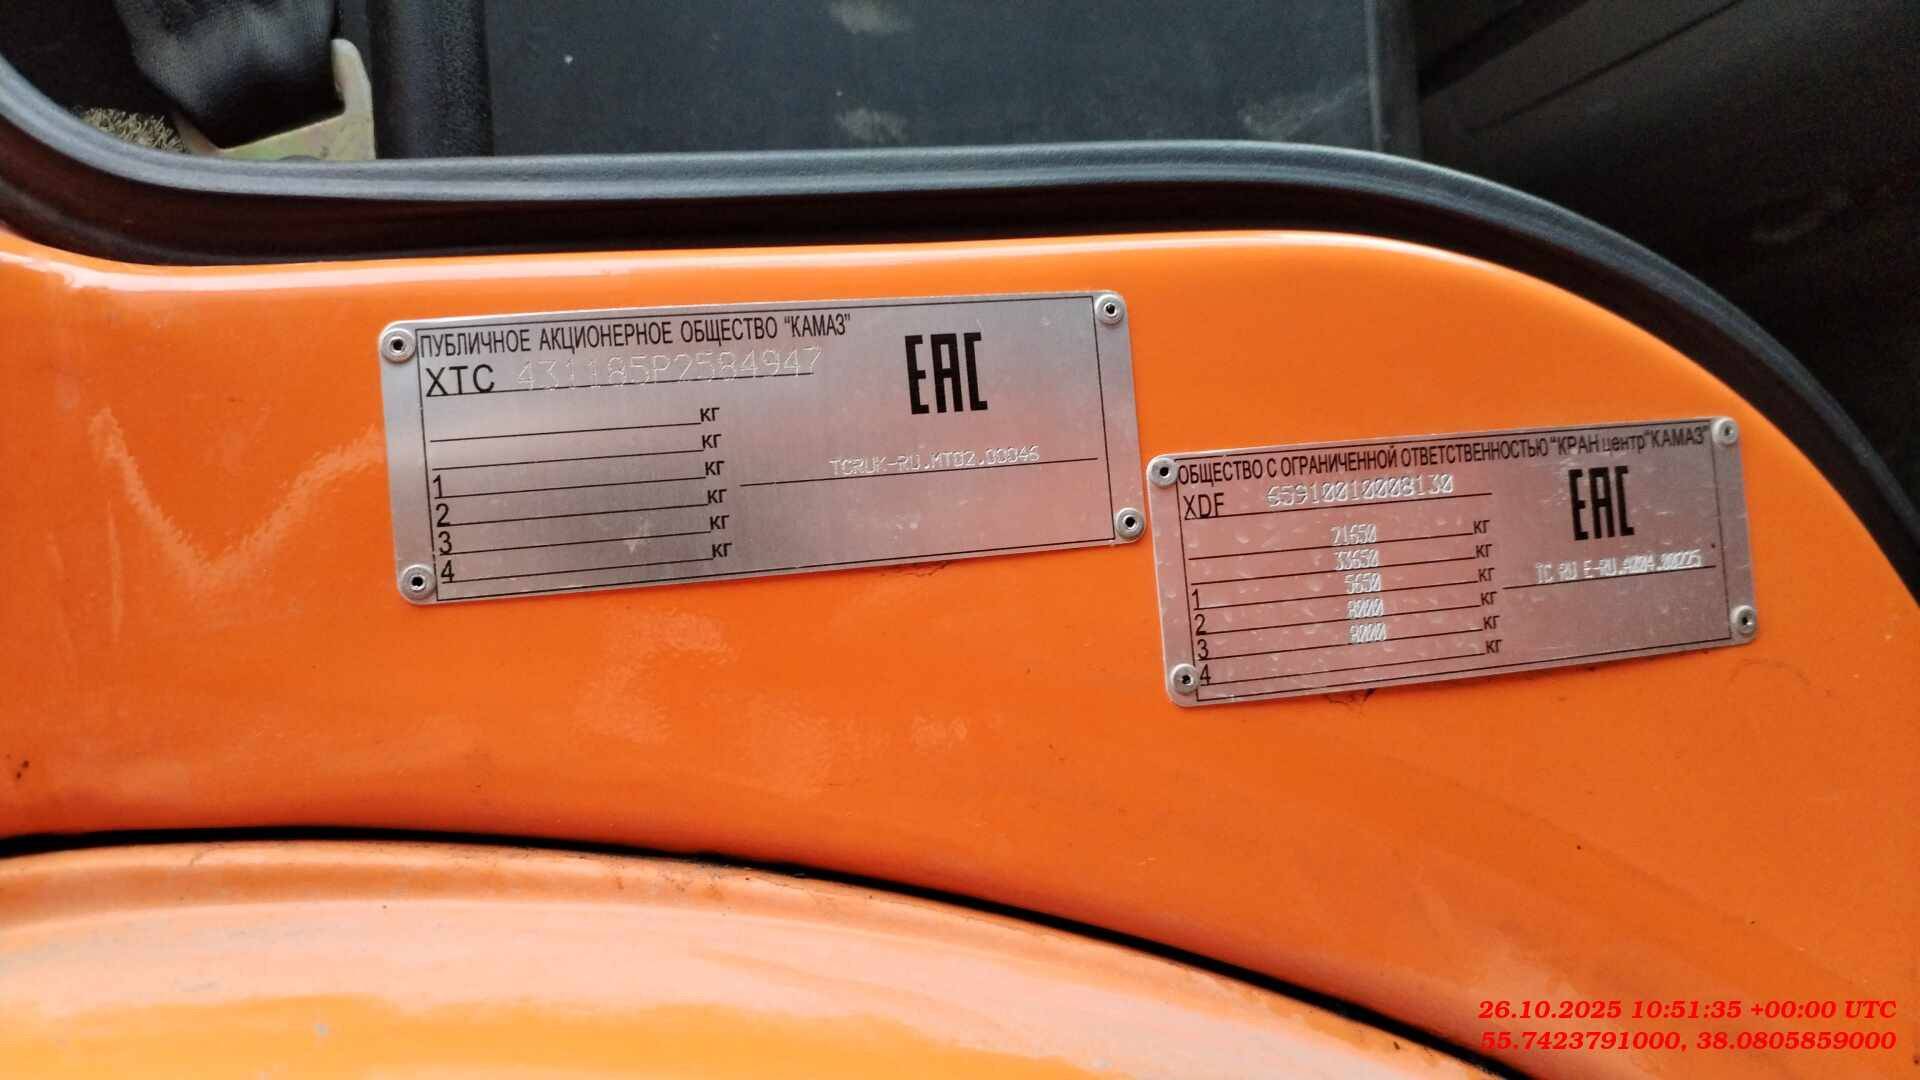 ПУБЛИЧНОЕ АКЦИОНЕРНОЕ ОБЩЕСТВО "КАМАЗ"
XTC 431185P2584947
EAC
кг
кг
1 кг
2 кг
3 кг
4 кг
TCRUK-RU.MT02.00046
ОБЩЕСТВО С ОГРАНИЧЕННОЙ ОТВЕТСТВЕННОСТЬЮ "КРАН центр "КАМАЗ"
XDF 65910010008130
EAC
21650 кг
33650 кг
1 5650 кг
2 8000 кг
3 8000 кг
4 кг
TC RU E-RU.A004.00225
26.10.2025 10:51:35 +00:00 UTC
55.7423791000, 38.0805859000